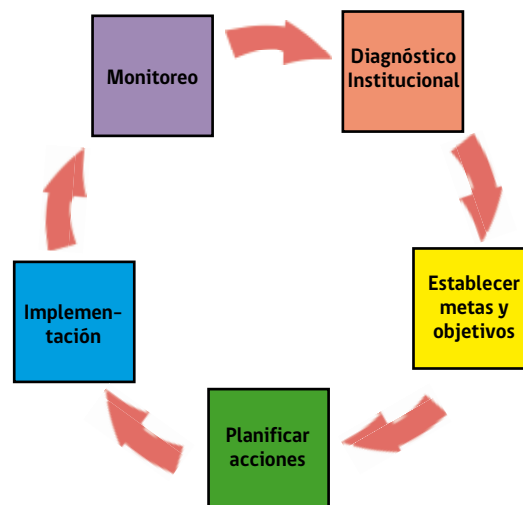 Monitoreo
Diagnóstico
Institucional
Establecer
metas y
objetivos
Planificar
acciones
Implemen-
tación